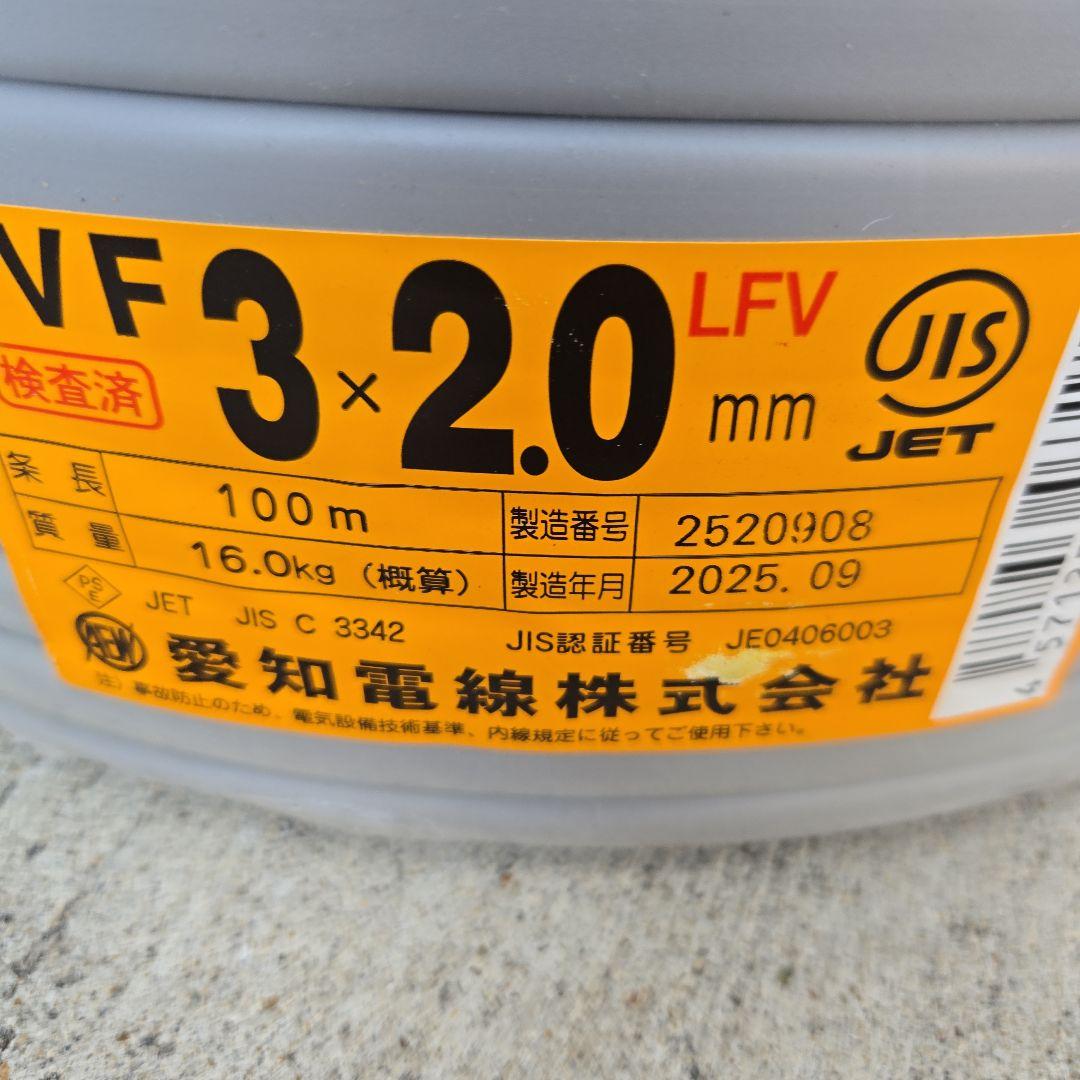 VF 3×2.0 mm LFV
JIS
JET
検査済
条長 100m 製造番号 2520908
質量 16.0kg (概算) 製造年月 2025.09
PSE JET JIS C 3342 JIS認証番号 JE0406003
AEW 愛知電線株式会社
注）事故防止のため、電気設備技術基準、内線規定に従ってご使用下さい。